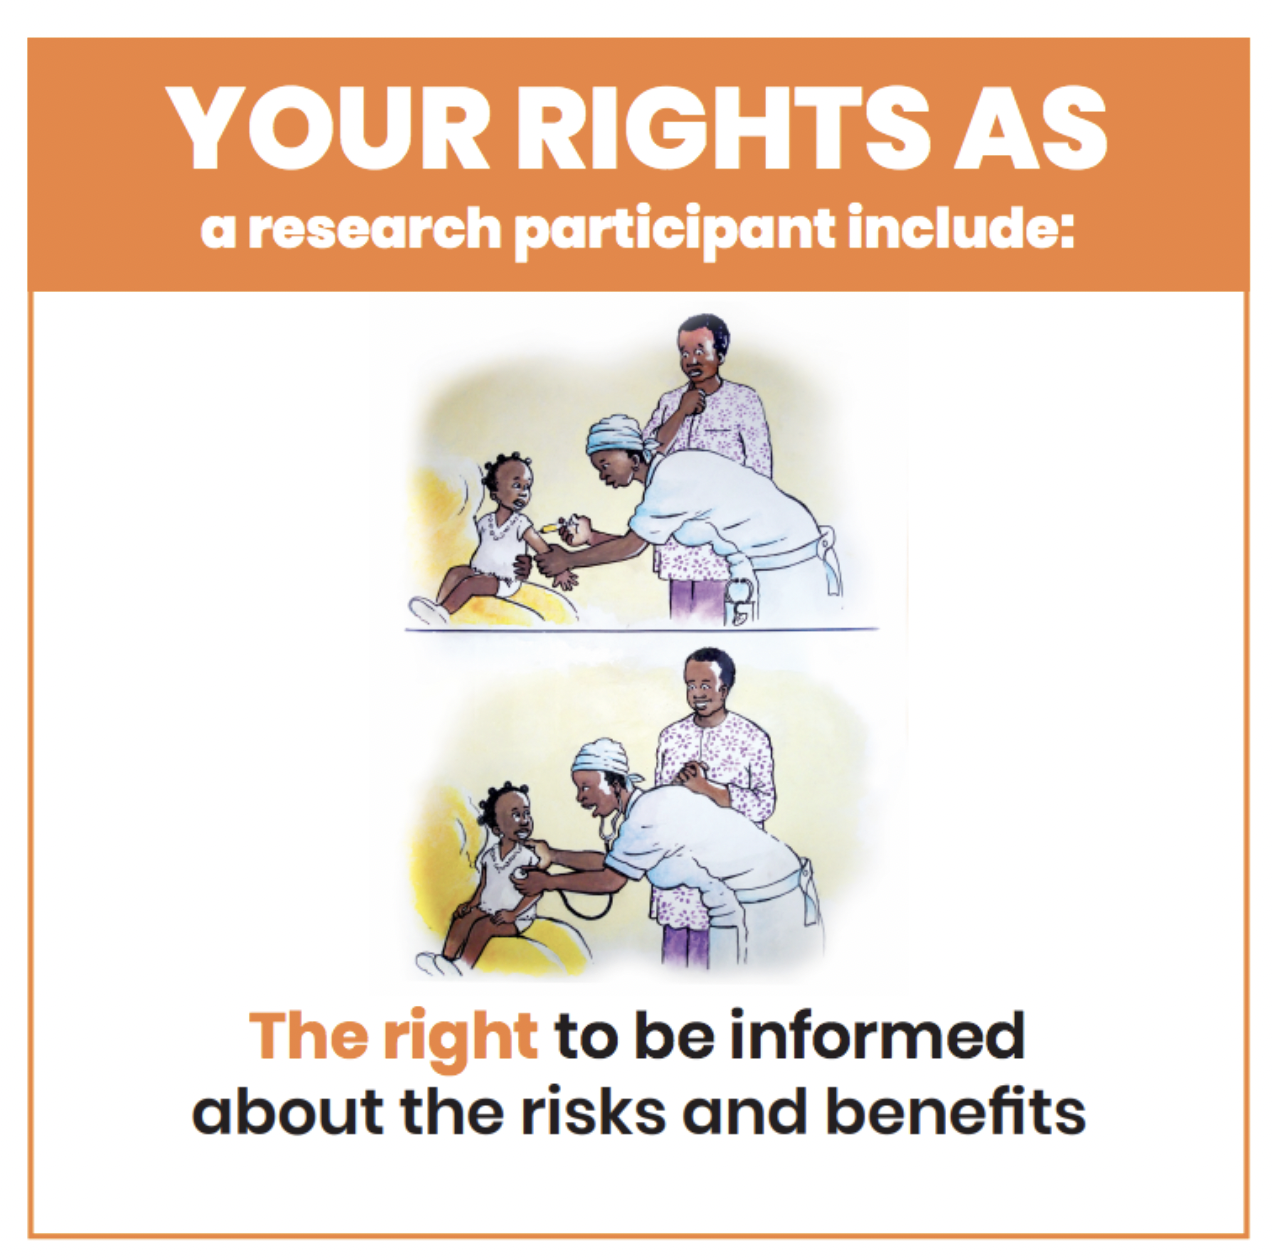 YOUR RIGHTS AS
a research participant include:
The right to be informed
about the risks and benefits